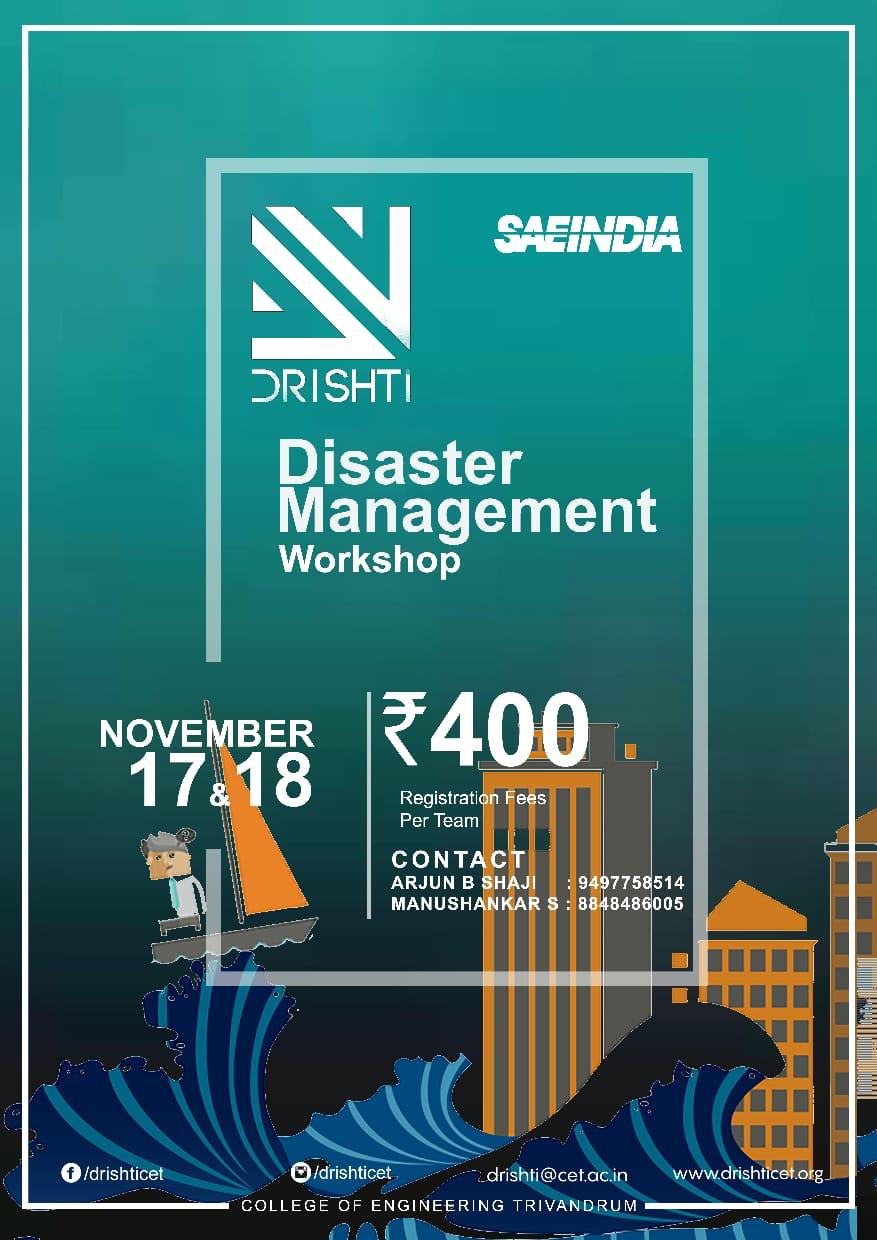 SAEINDIA
DRISHTI
Disaster
Management
Workshop
NOVEMBER
17&18
₹400
Registration Fees
Per Team
CONTACT
ARJUN B SHAJI : 9497758514
MANUSHANKAR S : 8848486005
/drishticet
/drishticet
drishti@cet.ac.in
www.drishticet.org
COLLEGE OF ENGINEERING TRIVANDRUM